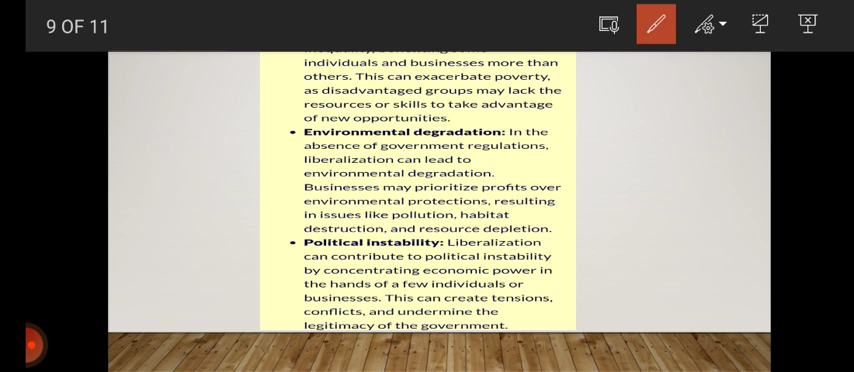 9 OF 11
individuals and businesses more than
others. This can exacerbate poverty,
as disadvantaged groups may lack the
resources or skills to take advantage
of new opportunities.
• Environmental degradation: In the
absence of government regulations,
liberalization can lead to
environmental degradation.
Businesses may prioritize profits over
environmental protections, resulting
in issues like pollution, habitat
destruction, and resource depletion.
• Political instability: Liberalization
can contribute to political instability
by concentrating economic power in
the hands of a few individuals or
businesses. This can create tensions,
conflicts, and undermine the
legitimacy of the government.